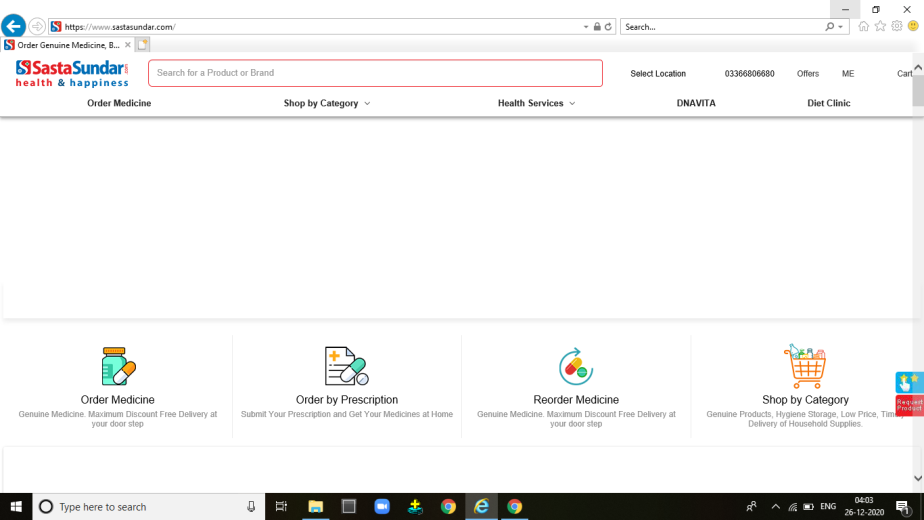 https://www.sastasundar.com/
Search...
Order Genuine Medicine, B...
SastaSundar
health & happiness
Search for a Product or Brand
Select Location
03366806680
Offers
ME
Cart
Order Medicine
Shop by Category
Health Services
DNAVITA
Diet Clinic
Order Medicine
Genuine Medicine. Maximum Discount Free Delivery at
your door step
Order by Prescription
Submit Your Prescription and Get Your Medicines at Home
Reorder Medicine
Genuine Medicine. Maximum Discount Free Delivery at
your door step
Shop by Category
Genuine Products, Hygiene Storage, Low Price, Timely
Delivery of Household Supplies.
Request
Product
Type here to search
ENG
04:03
26-12-2020